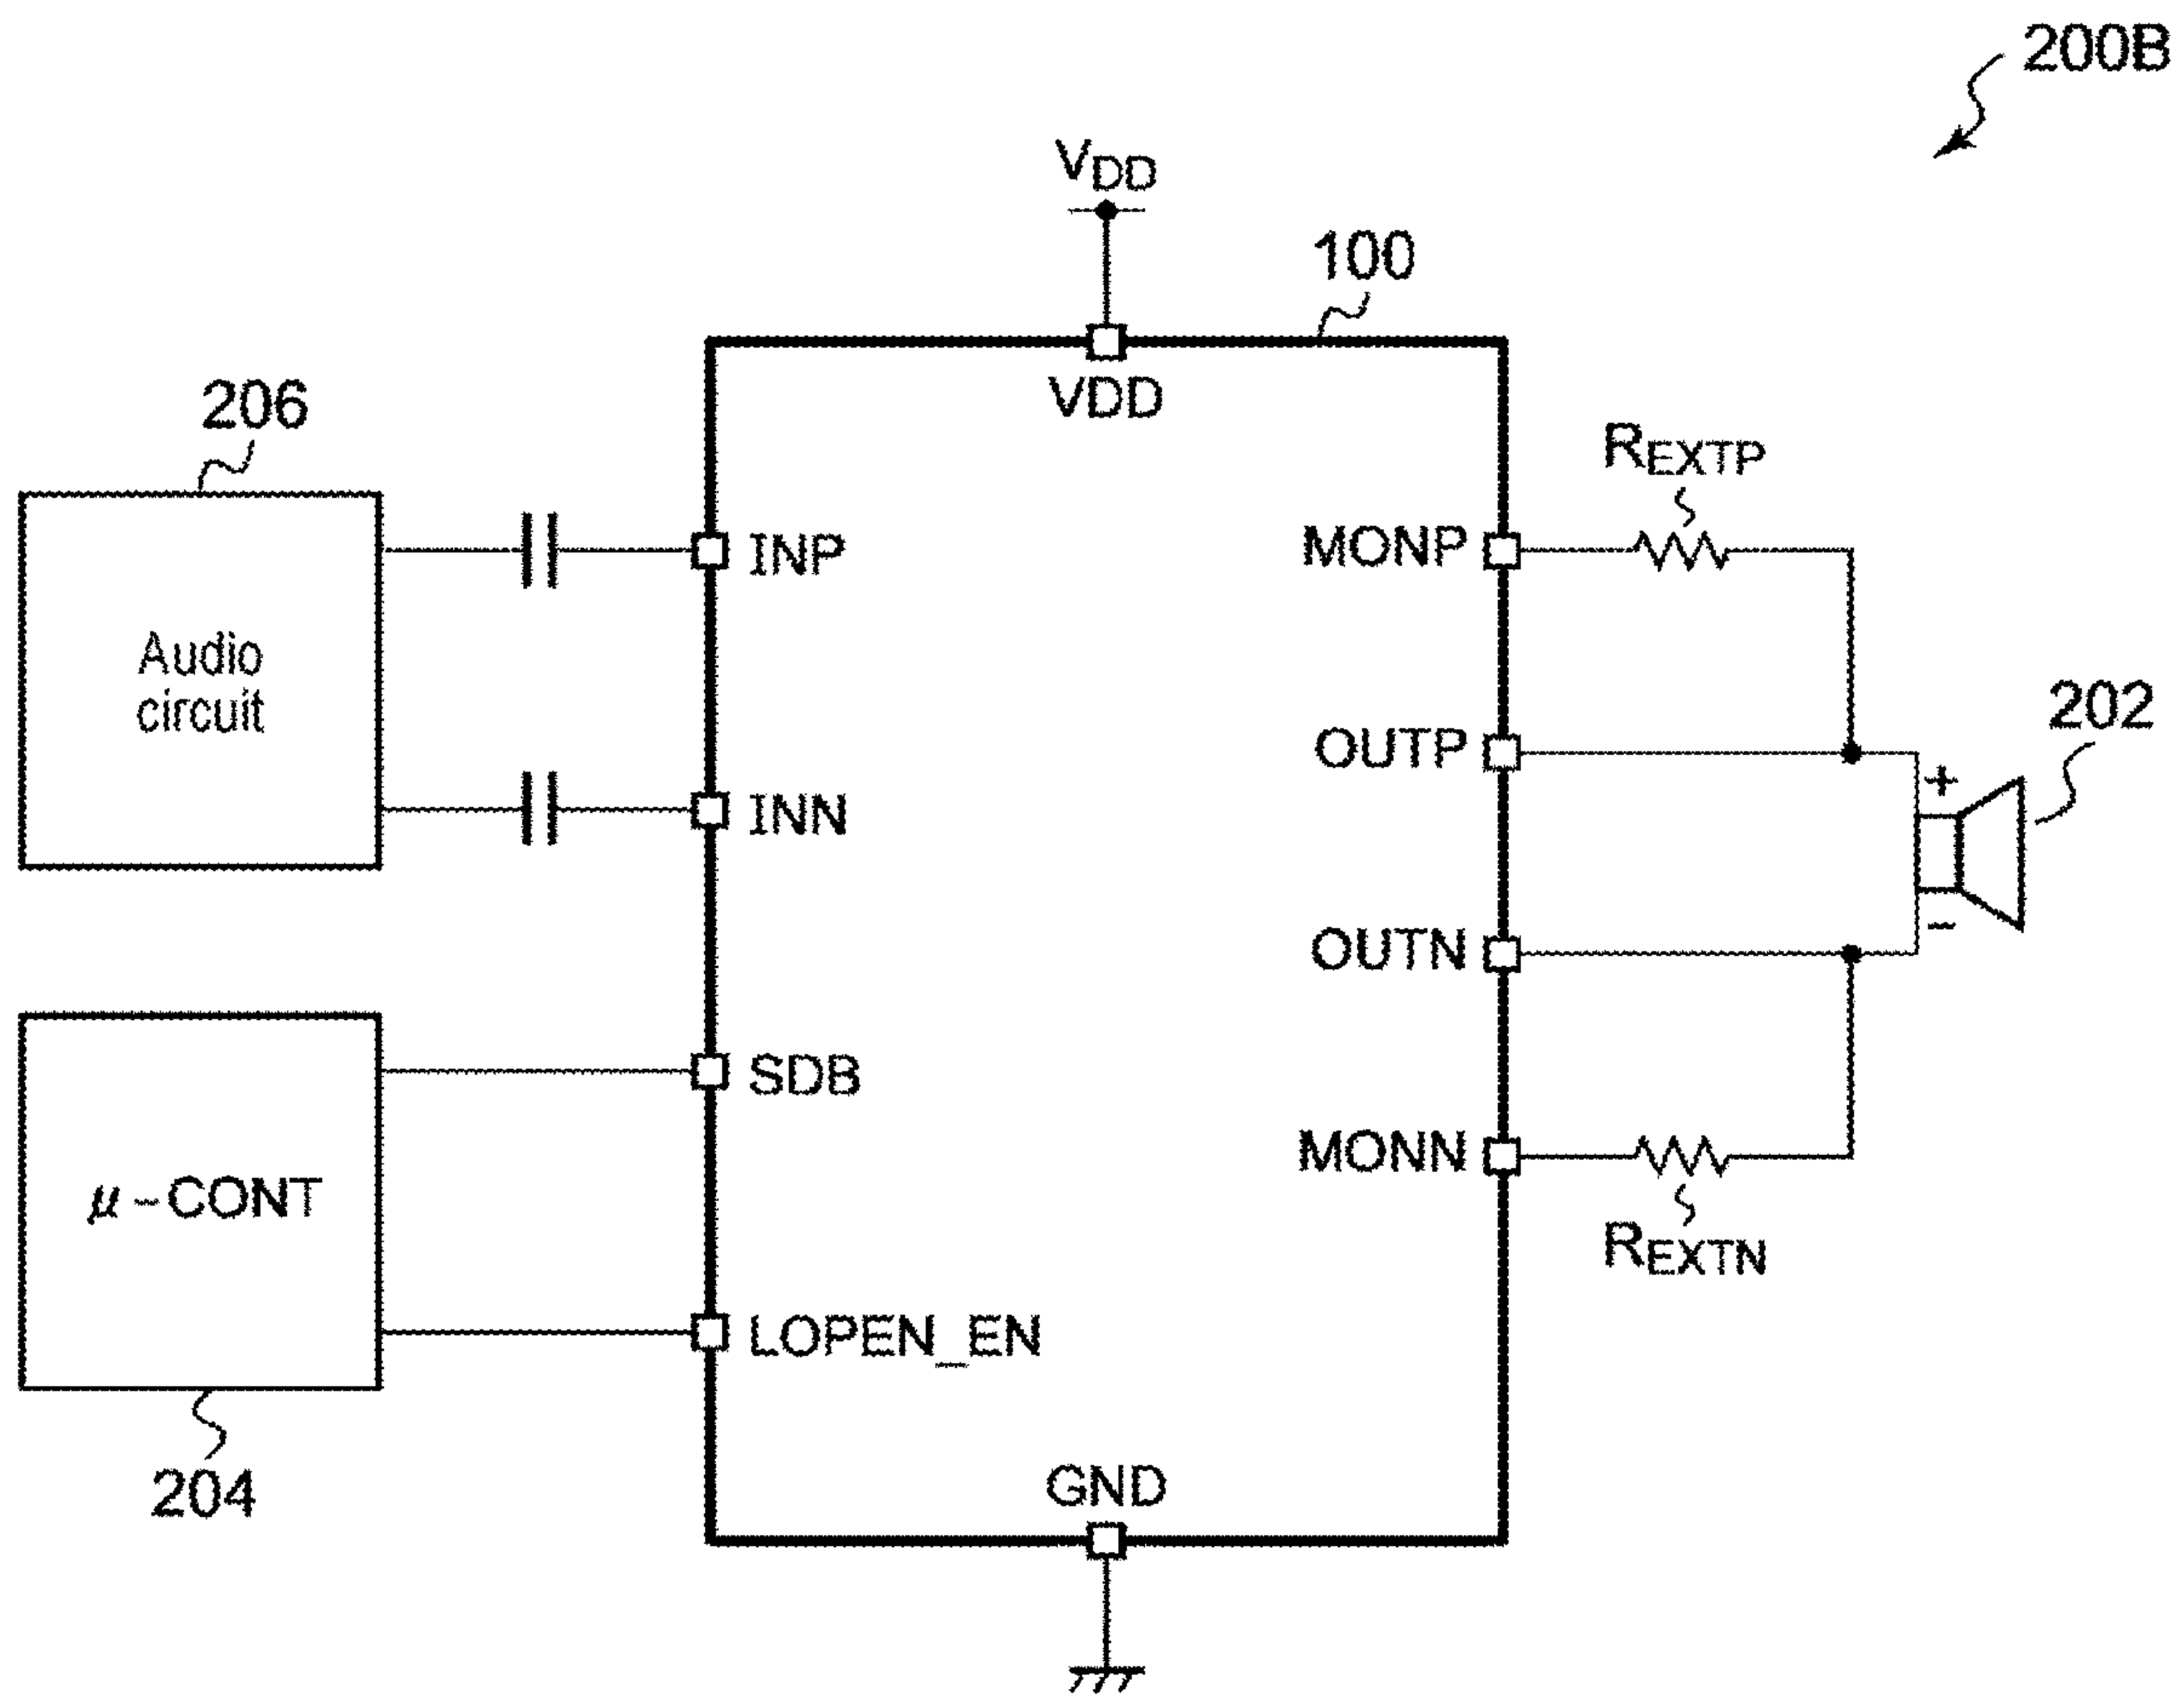 200B
VDD
100
VDD
206
REXTP
INP
MONP
Audio
circuit
OUTP
202
+
INN
OUTN
-
SDB
MONN
μ-CONT
REXTN
LOPEN_EN
GND
204